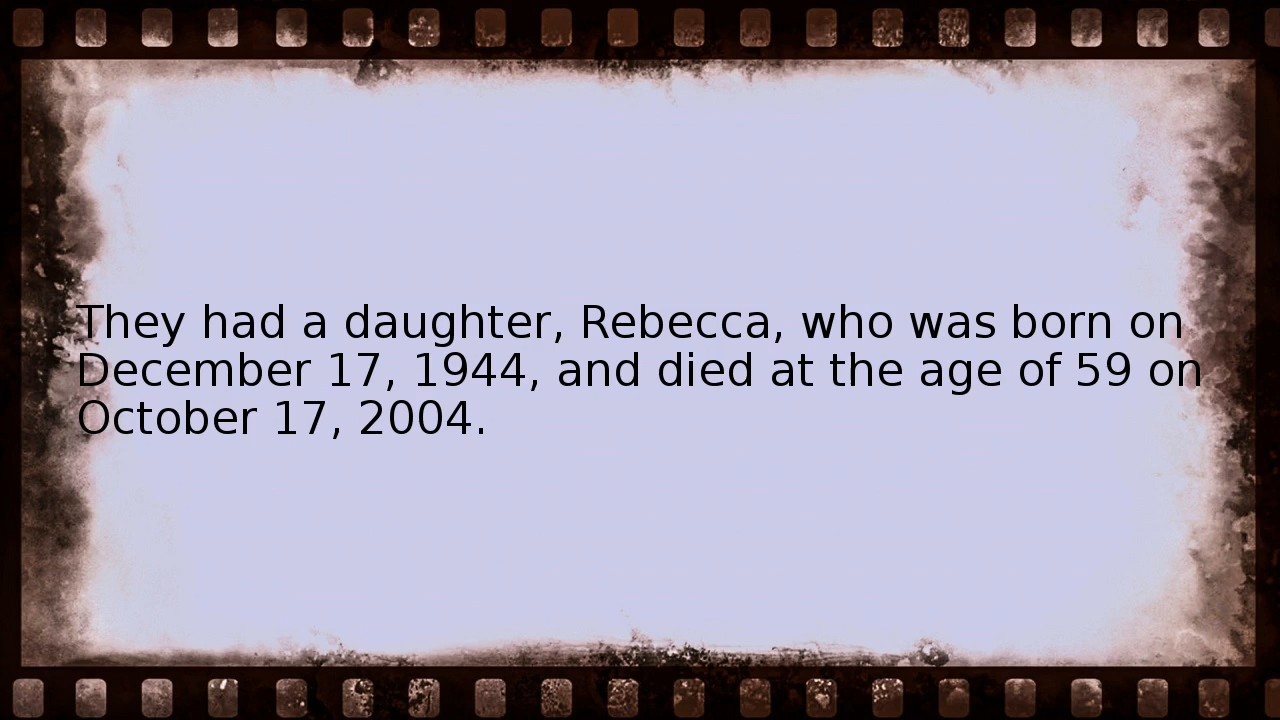 They had a daughter, Rebecca, who was born on
December 17, 1944, and died at the age of 59 on
October 17, 2004.